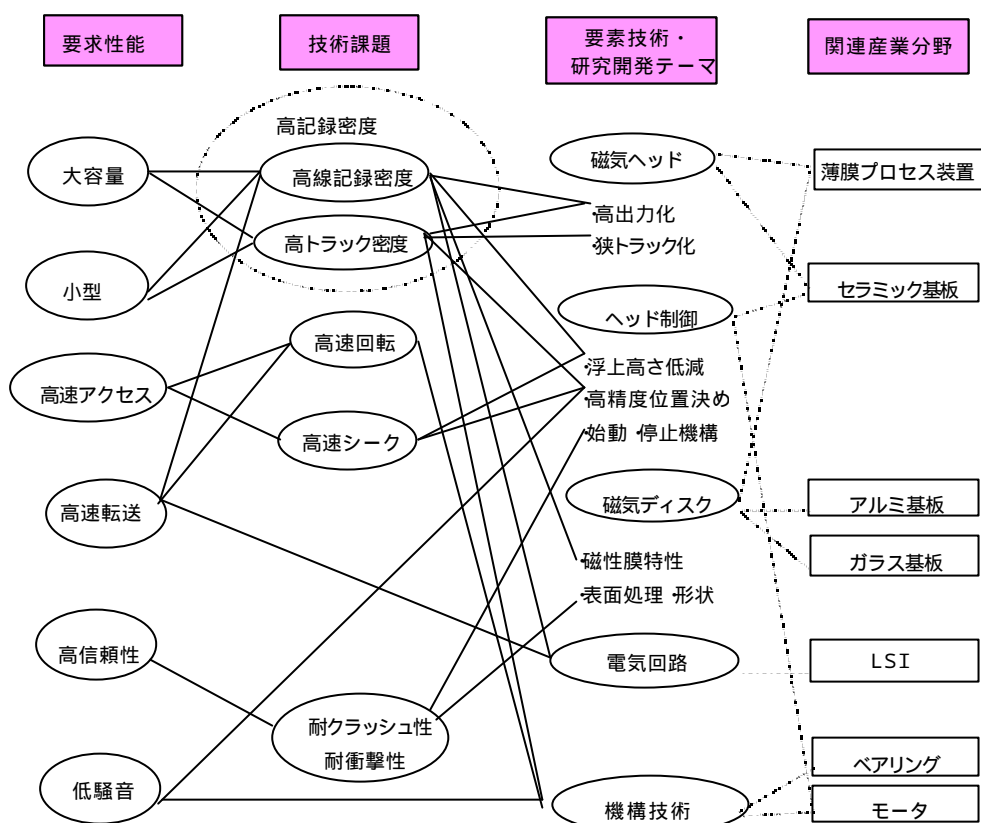 要求性能
技術課題
要素技術・
研究開発テーマ
関連産業分野
大容量
小型
高速アクセス
高速転送
高信頼性
低騒音
高記録密度
高線記録密度
高トラック密度
高速回転
高速シーク
耐クラッシュ性
耐衝撃性
磁気ヘッド
・高出力化
・狭トラック化
ヘッド制御
・浮上高さ低減
・高精度位置決め
・始動・停止機構
磁気ディスク
・磁性膜特性
・表面処理・形状
電気回路
機構技術
薄膜プロセス装置
セラミック基板
アルミ基板
ガラス基板
LSI
ベアリング
モータ